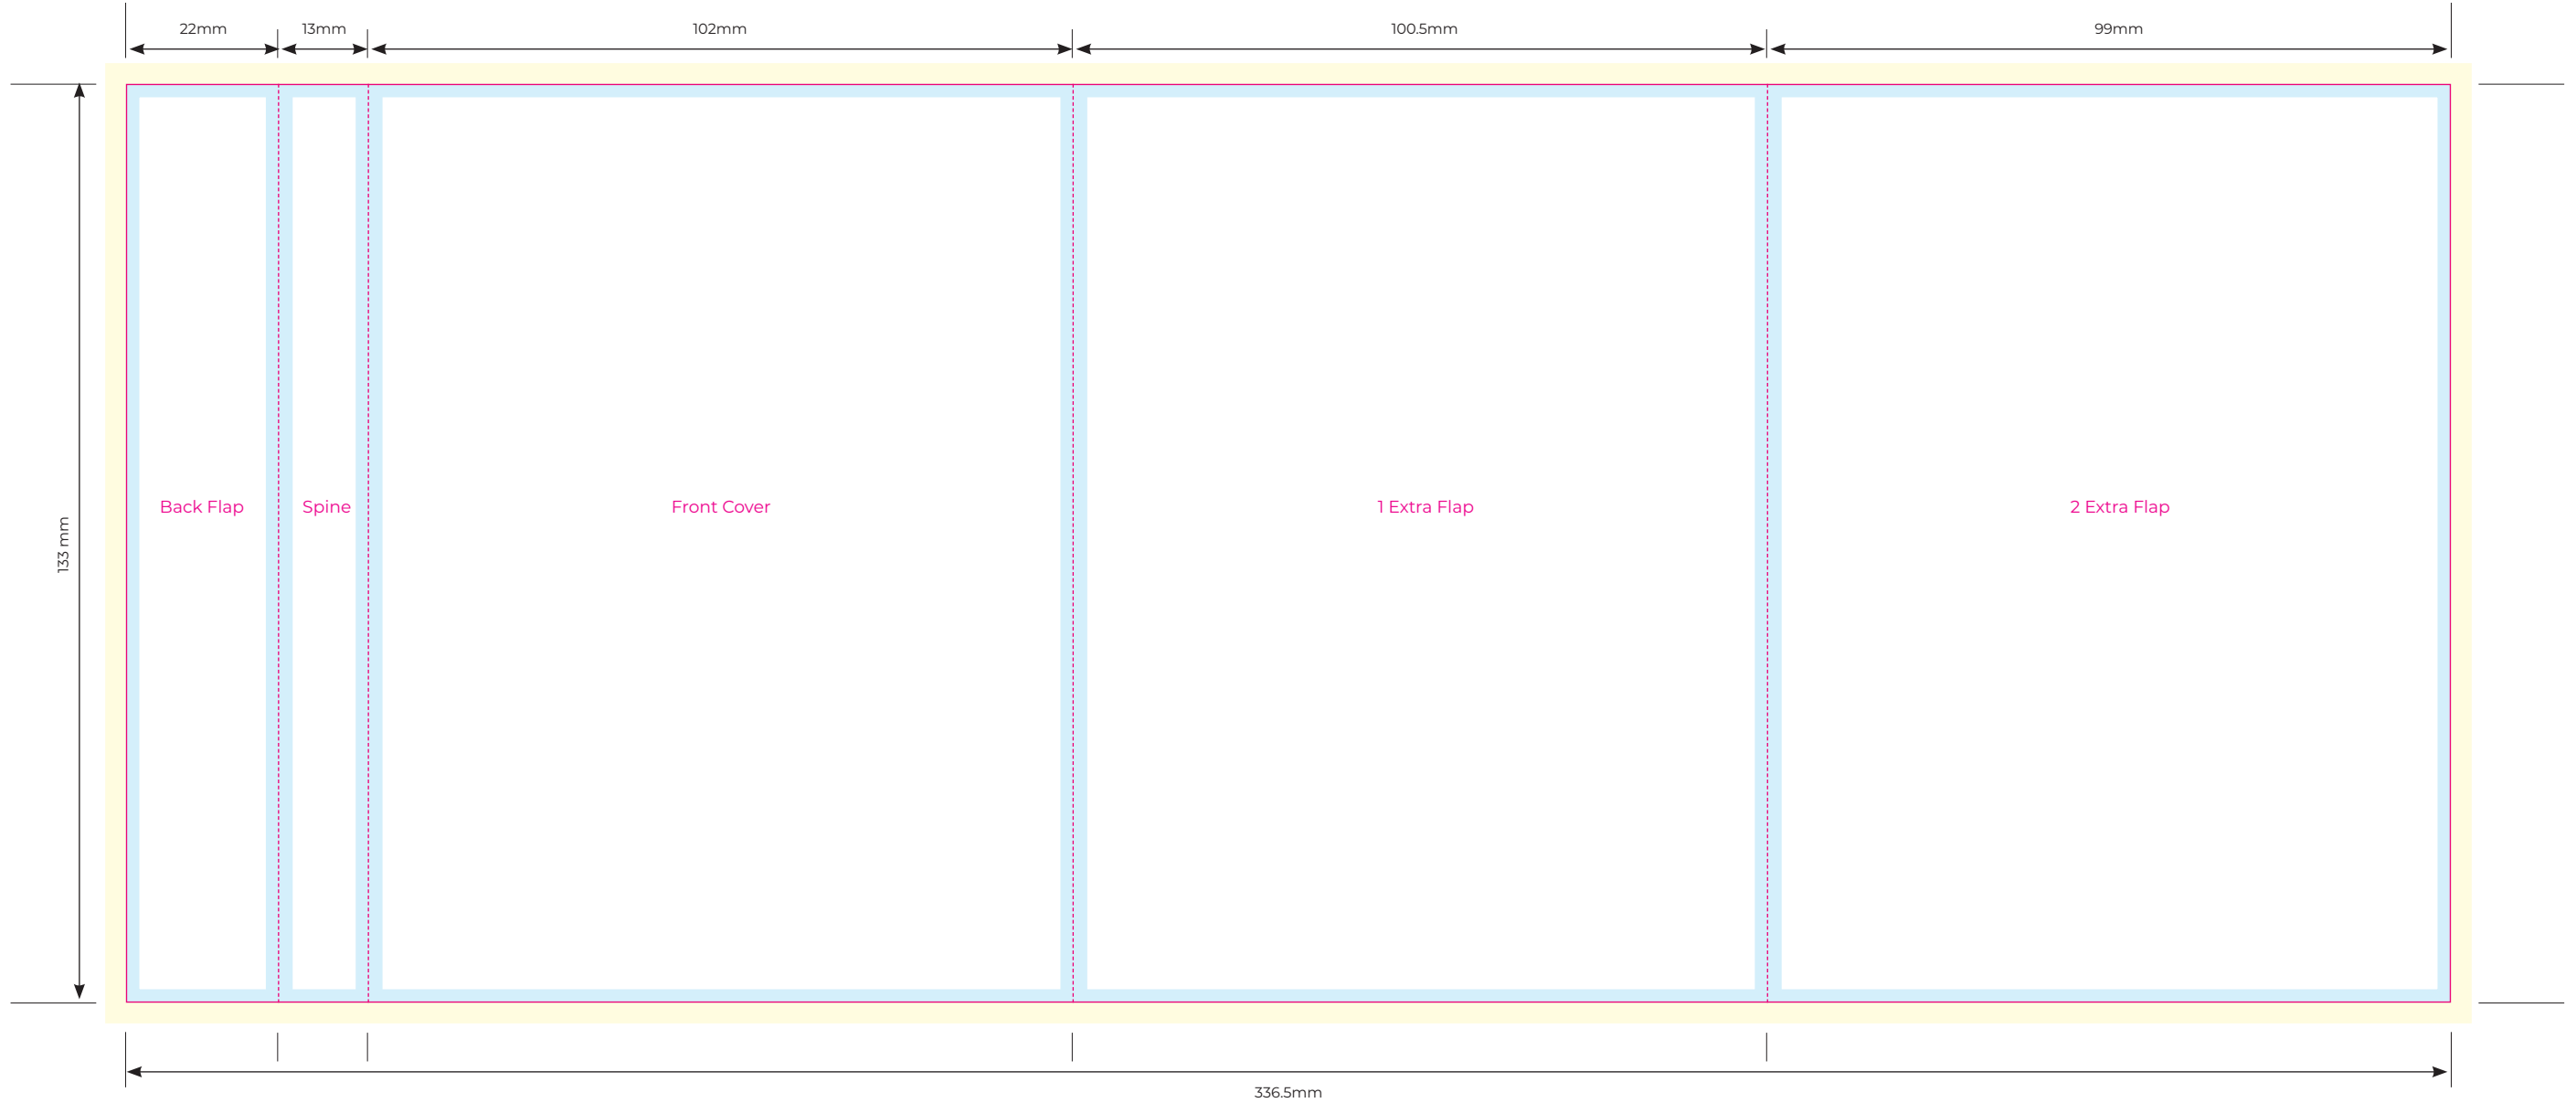 22mm
13mm
102mm
100.5mm
99mm
133 mm
Back Flap
Spine
Front Cover
1 Extra Flap
2 Extra Flap
336.5mm